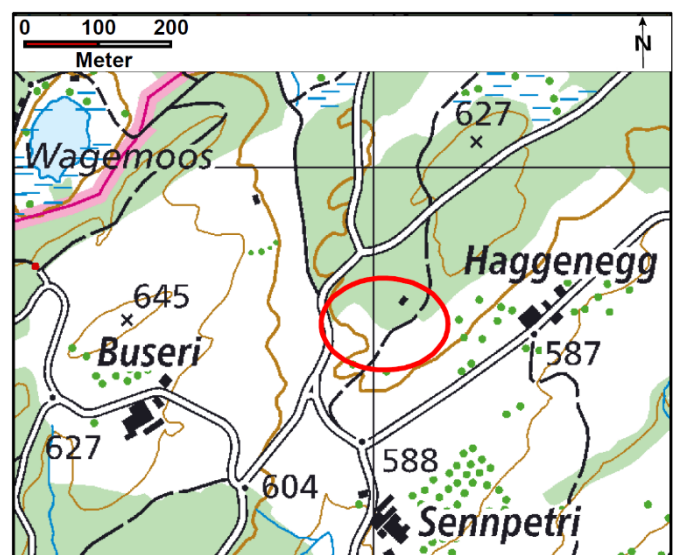 0 100 200
Meter
N
627
Wagemoos
Haggenegg
645
Buseri
587
627
588
604
Sennpetri